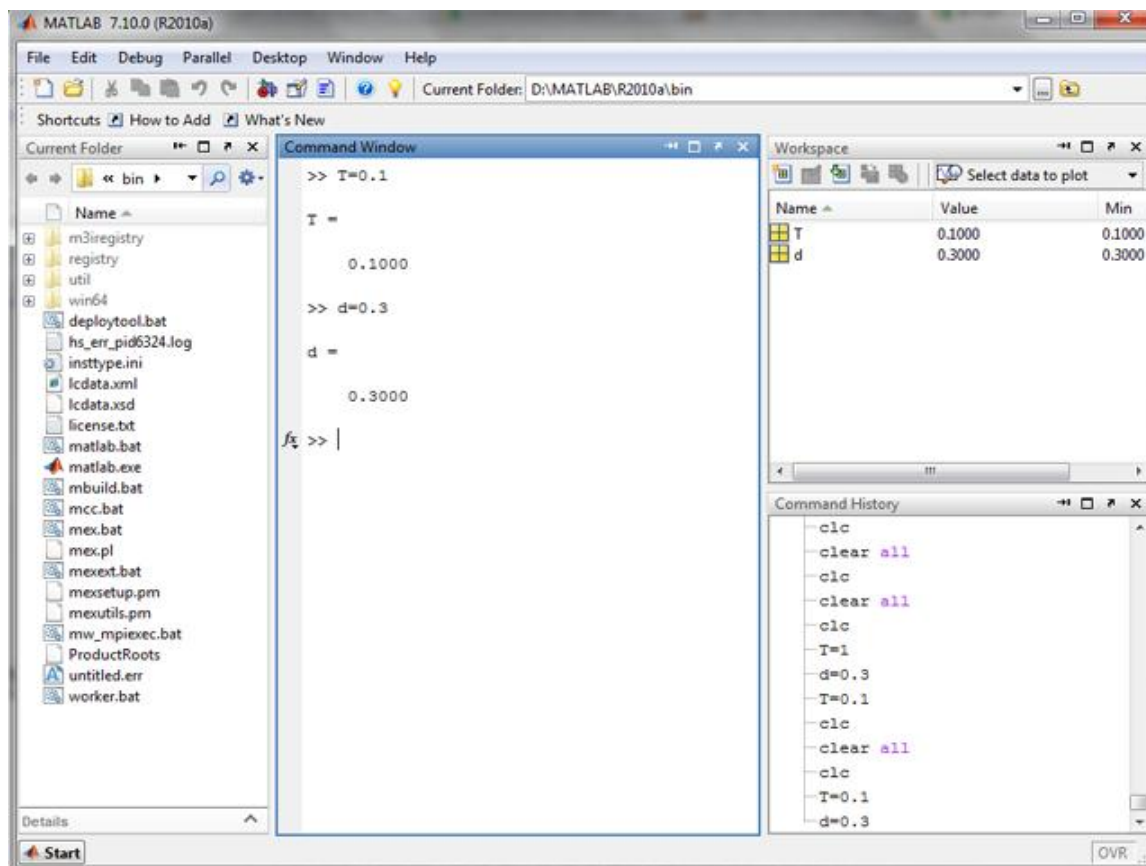 MATLAB 7.10.0 (R2010a)
File Edit Debug Parallel Desktop Window Help
Current Folder: D:\MATLAB\R2010a\bin
Shortcuts How to Add What's New
Current Folder
« bin
Name
m3iregistry
registry
util
win64
deploytool.bat
hs_err_pid6324.log
insttype.ini
lcdata.xml
lcdata.xsd
license.txt
matlab.bat
matlab.exe
mbuild.bat
mcc.bat
mex.bat
mex.pl
mexext.bat
mexsetup.pm
mexutils.pm
mw_mpiexec.bat
ProductRoots
untitled.err
worker.bat
Details
Command Window
>> T=0.1
T =
0.1000
>> d=0.3
d =
0.3000
fx >>
Workspace
Select data to plot
Name Value Min
T 0.1000 0.1000
d 0.3000 0.3000
Command History
clc
clear all
clc
clear all
clc
T=1
d=0.3
T=0.1
clc
clear all
clc
T=0.1
d=0.3
Start
OVR